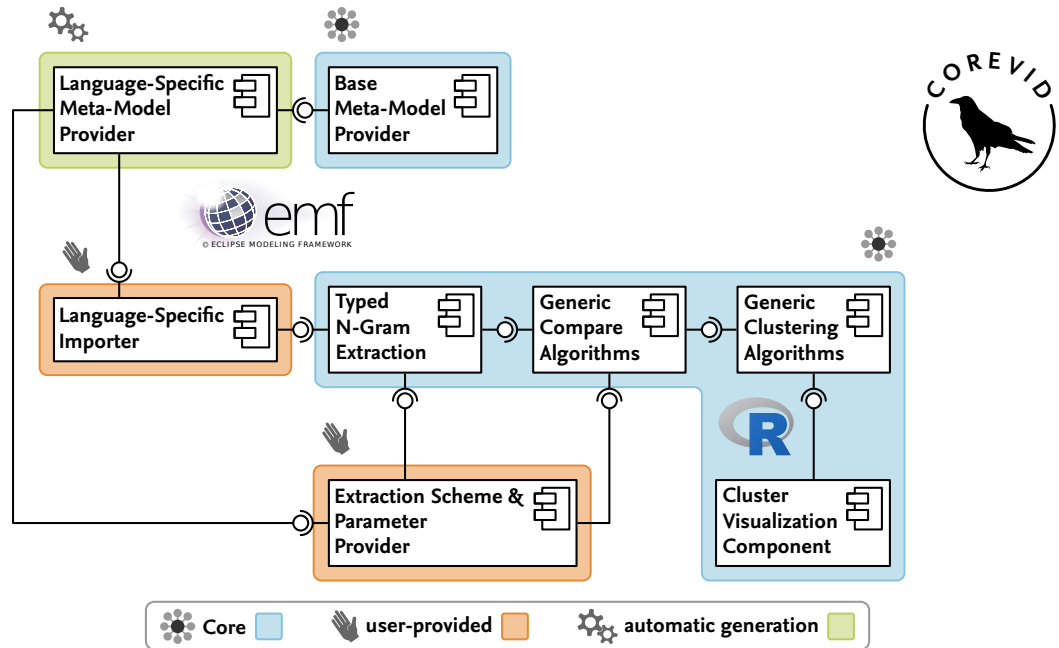 Language-Specific
Meta-Model
Provider
Base
Meta-Model
Provider
COREVID
emf
© ECLIPSE MODELING FRAMEWORK
Language-Specific
Importer
Typed
N-Gram
Extraction
Generic
Compare
Algorithms
Generic
Clustering
Algorithms
R
Extraction Scheme &
Parameter
Provider
Cluster
Visualization
Component
Core
user-provided
automatic generation